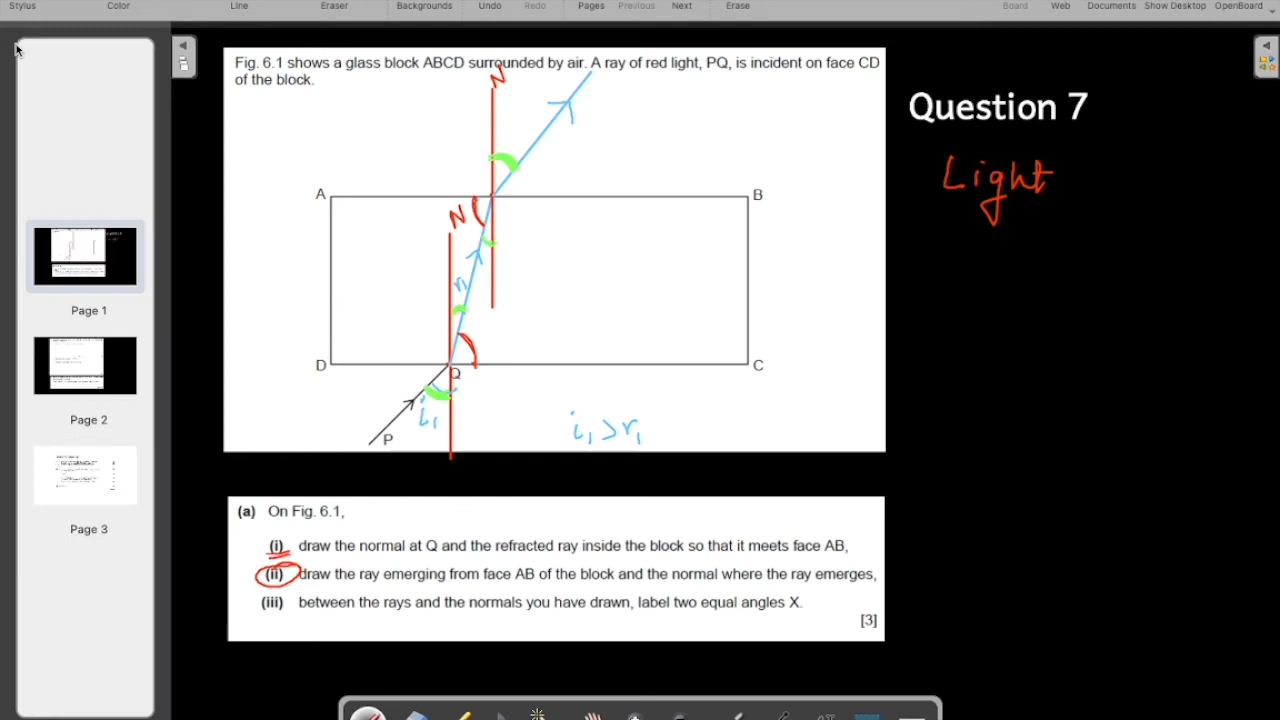 Stylus Color Line Eraser Backgrounds Undo Redo Pages Previous Next Erase Board Web Documents Show Desktop OpenBoard
Fig. 6.1 shows a glass block ABCD surrounded by air. A ray of red light, PQ, is incident on face CD
of the block.
N
Question 7
Light
A
B
N
r1
D
C
Q
i1
P
i1 > r1
(a) On Fig. 6.1,
(i) draw the normal at Q and the refracted ray inside the block so that it meets face AB,
(ii) draw the ray emerging from face AB of the block and the normal where the ray emerges,
(iii) between the rays and the normals you have drawn, label two equal angles X.
[3]
Page 1
Page 2
Page 3